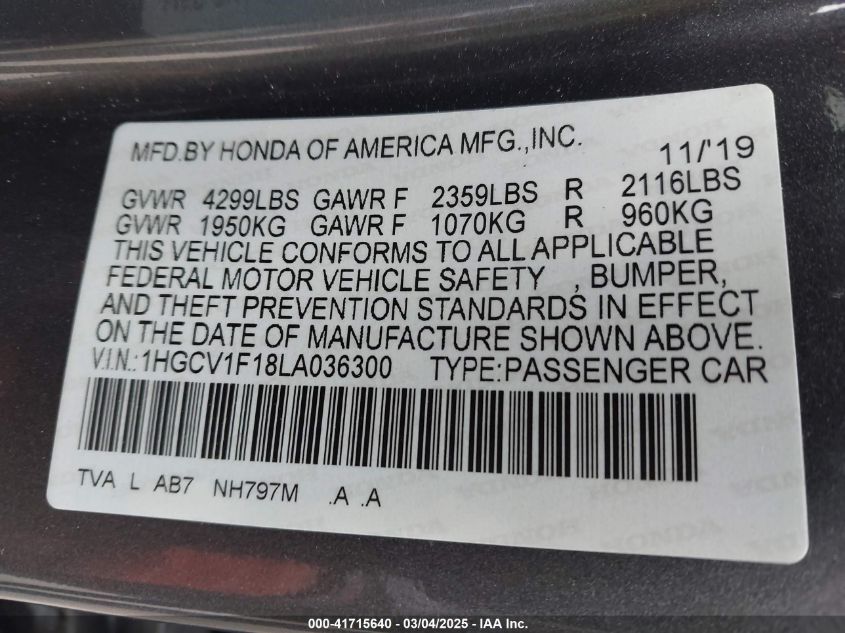 MFD.BY HONDA OF AMERICA MFG.,INC. 11/'19
GVWR 4299LBS GAWR F 2359LBS R 2116LBS
GVWR 1950KG GAWR F 1070KG R 960KG
THIS VEHICLE CONFORMS TO ALL APPLICABLE
FEDERAL MOTOR VEHICLE SAFETY , BUMPER,
AND THEFT PREVENTION STANDARDS IN EFFECT
ON THE DATE OF MANUFACTURE SHOWN ABOVE.
V.I.N.:1HGCV1F18LA036300 TYPE:PASSENGER CAR
TVA L AB7 NH797M .A .A
000-41715640 | 03/04/2025 - IAA Inc.